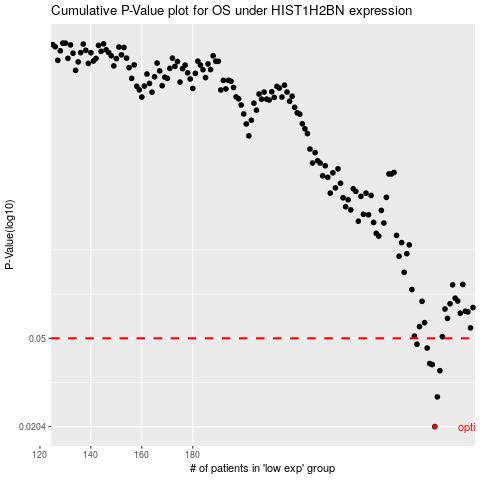 Cumulative P-Value plot for OS under HIST1H2BN expression
P-Value(log10)
0.05
0.0204
opti
120 140 160 180
# of patients in 'low exp' group